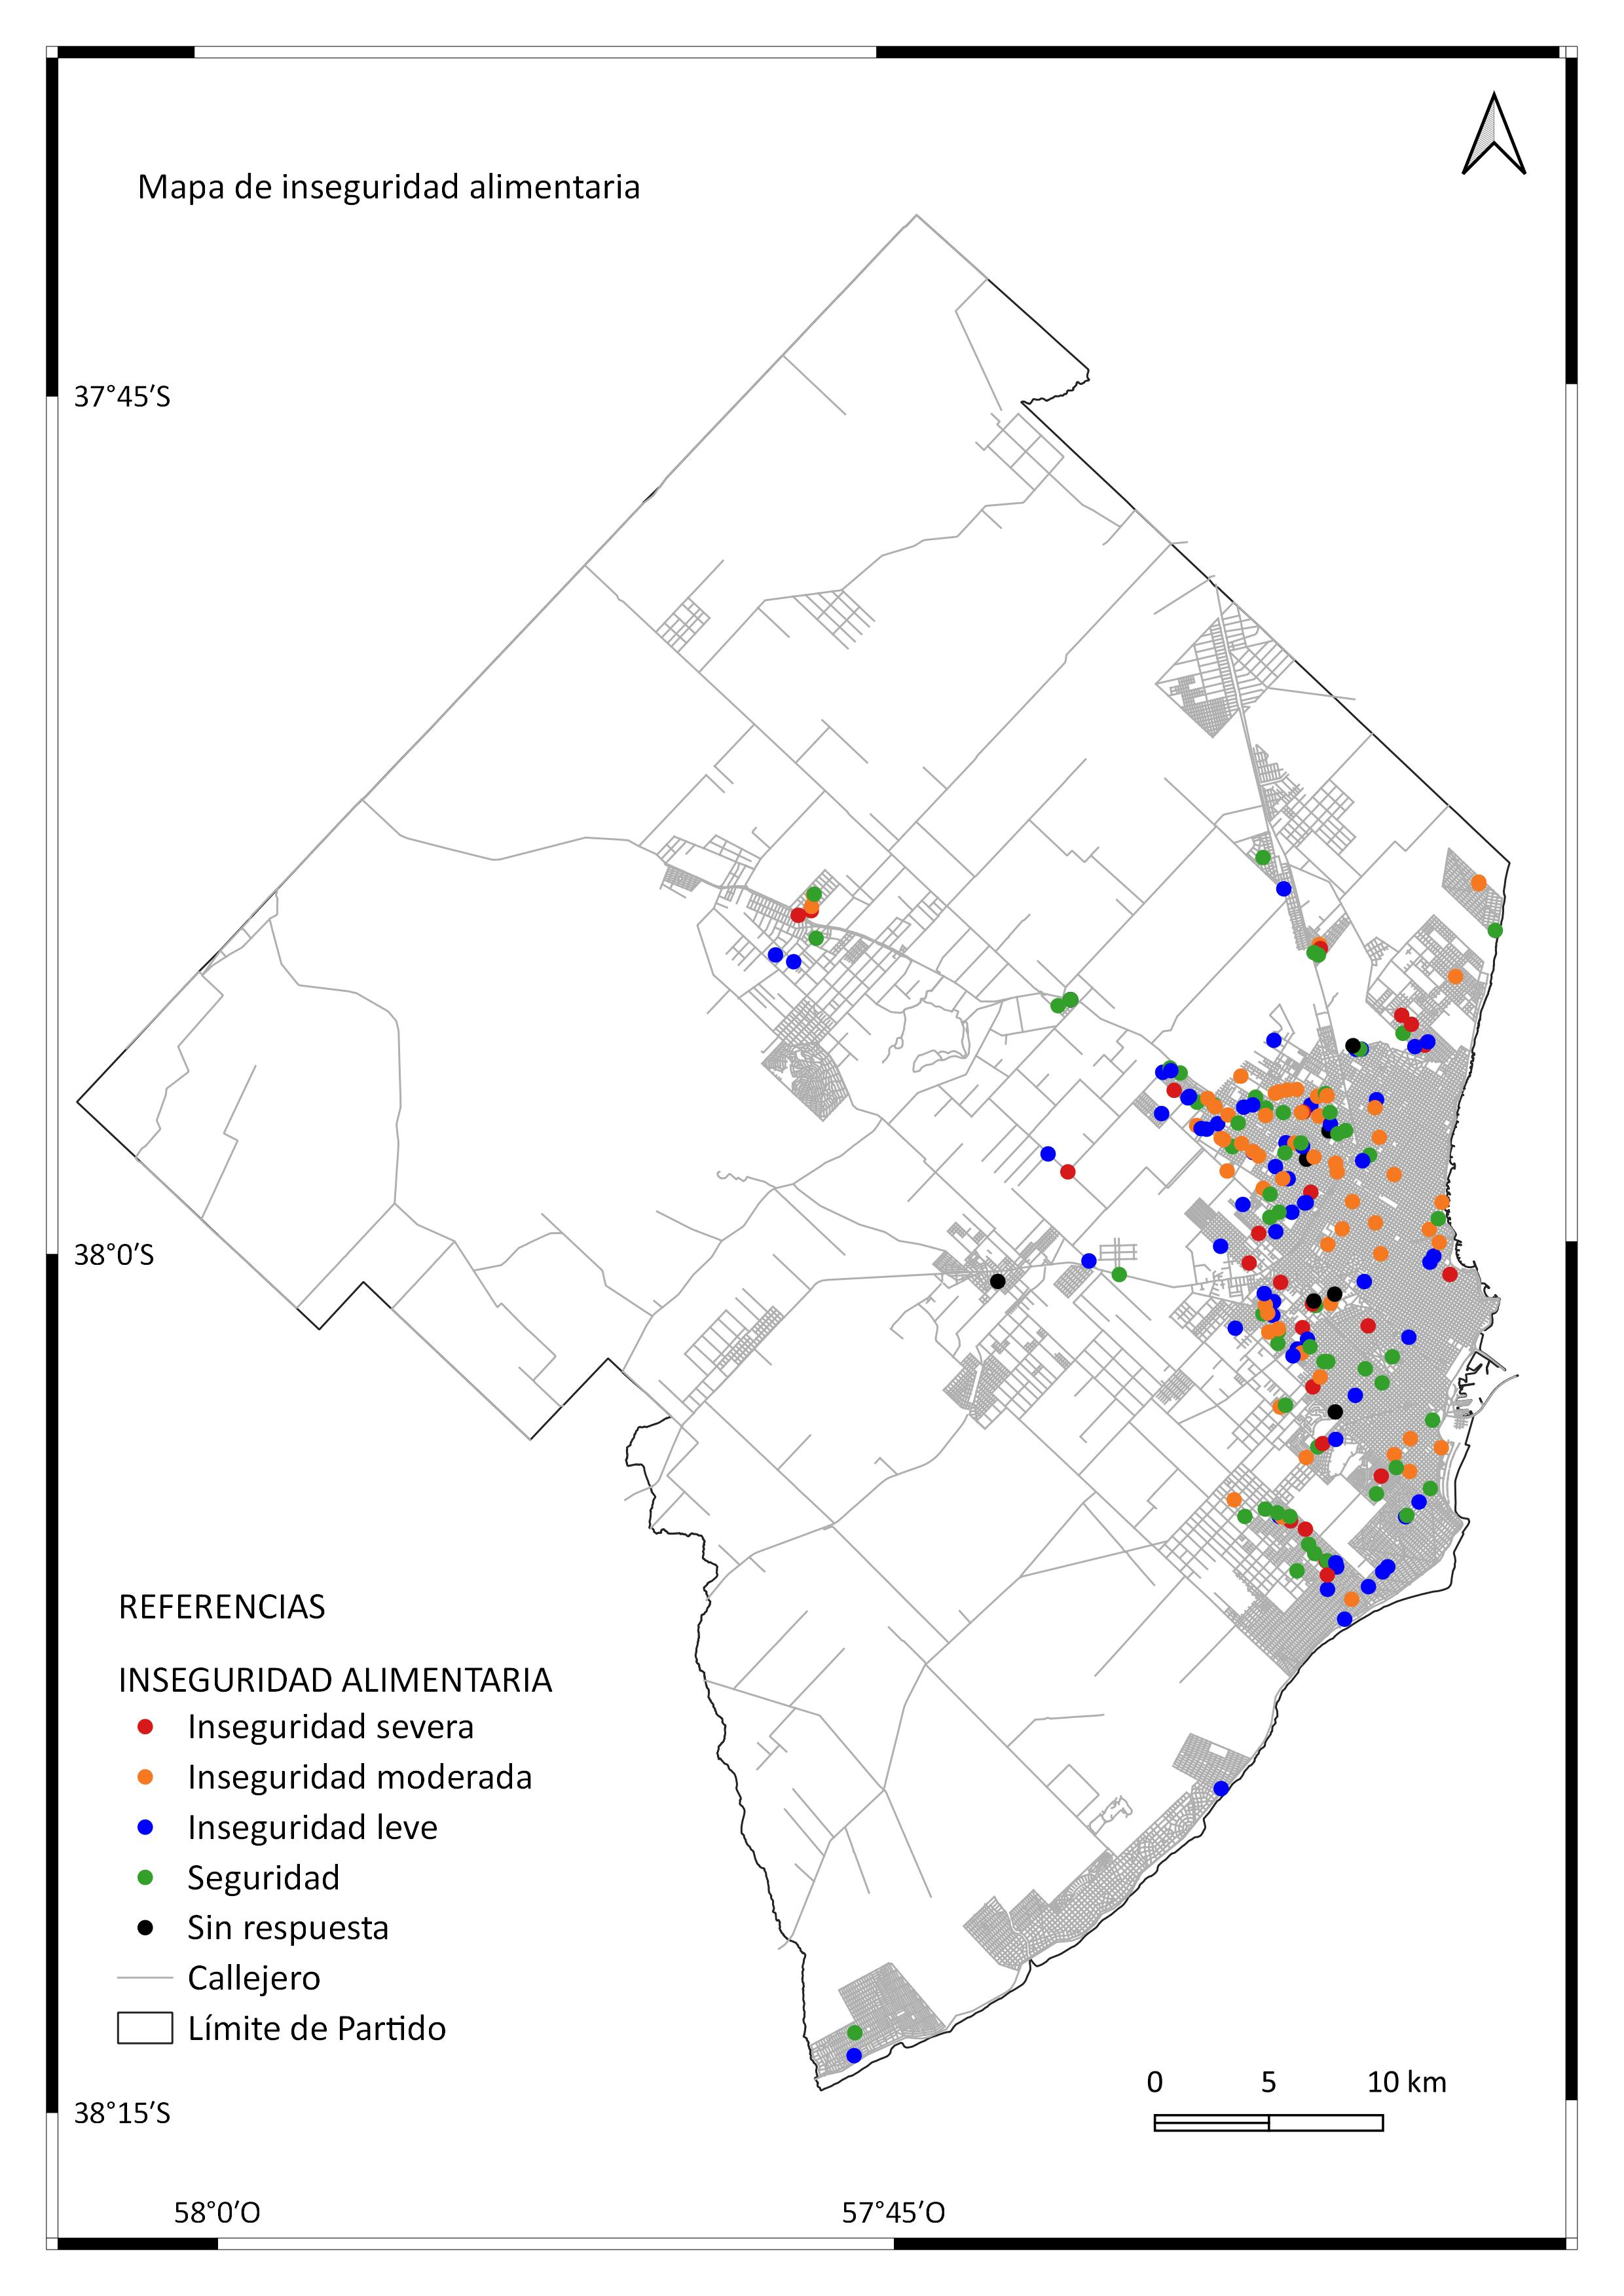 Mapa de inseguridad alimentaria
37°45'S
38°0'S
REFERENCIAS
INSEGURIDAD ALIMENTARIA
Inseguridad severa
Inseguridad moderada
Inseguridad leve
Seguridad
Sin respuesta
Callejero
Límite de Partido
0 5 10 km
38°15'S
58°0'O 57°45'O